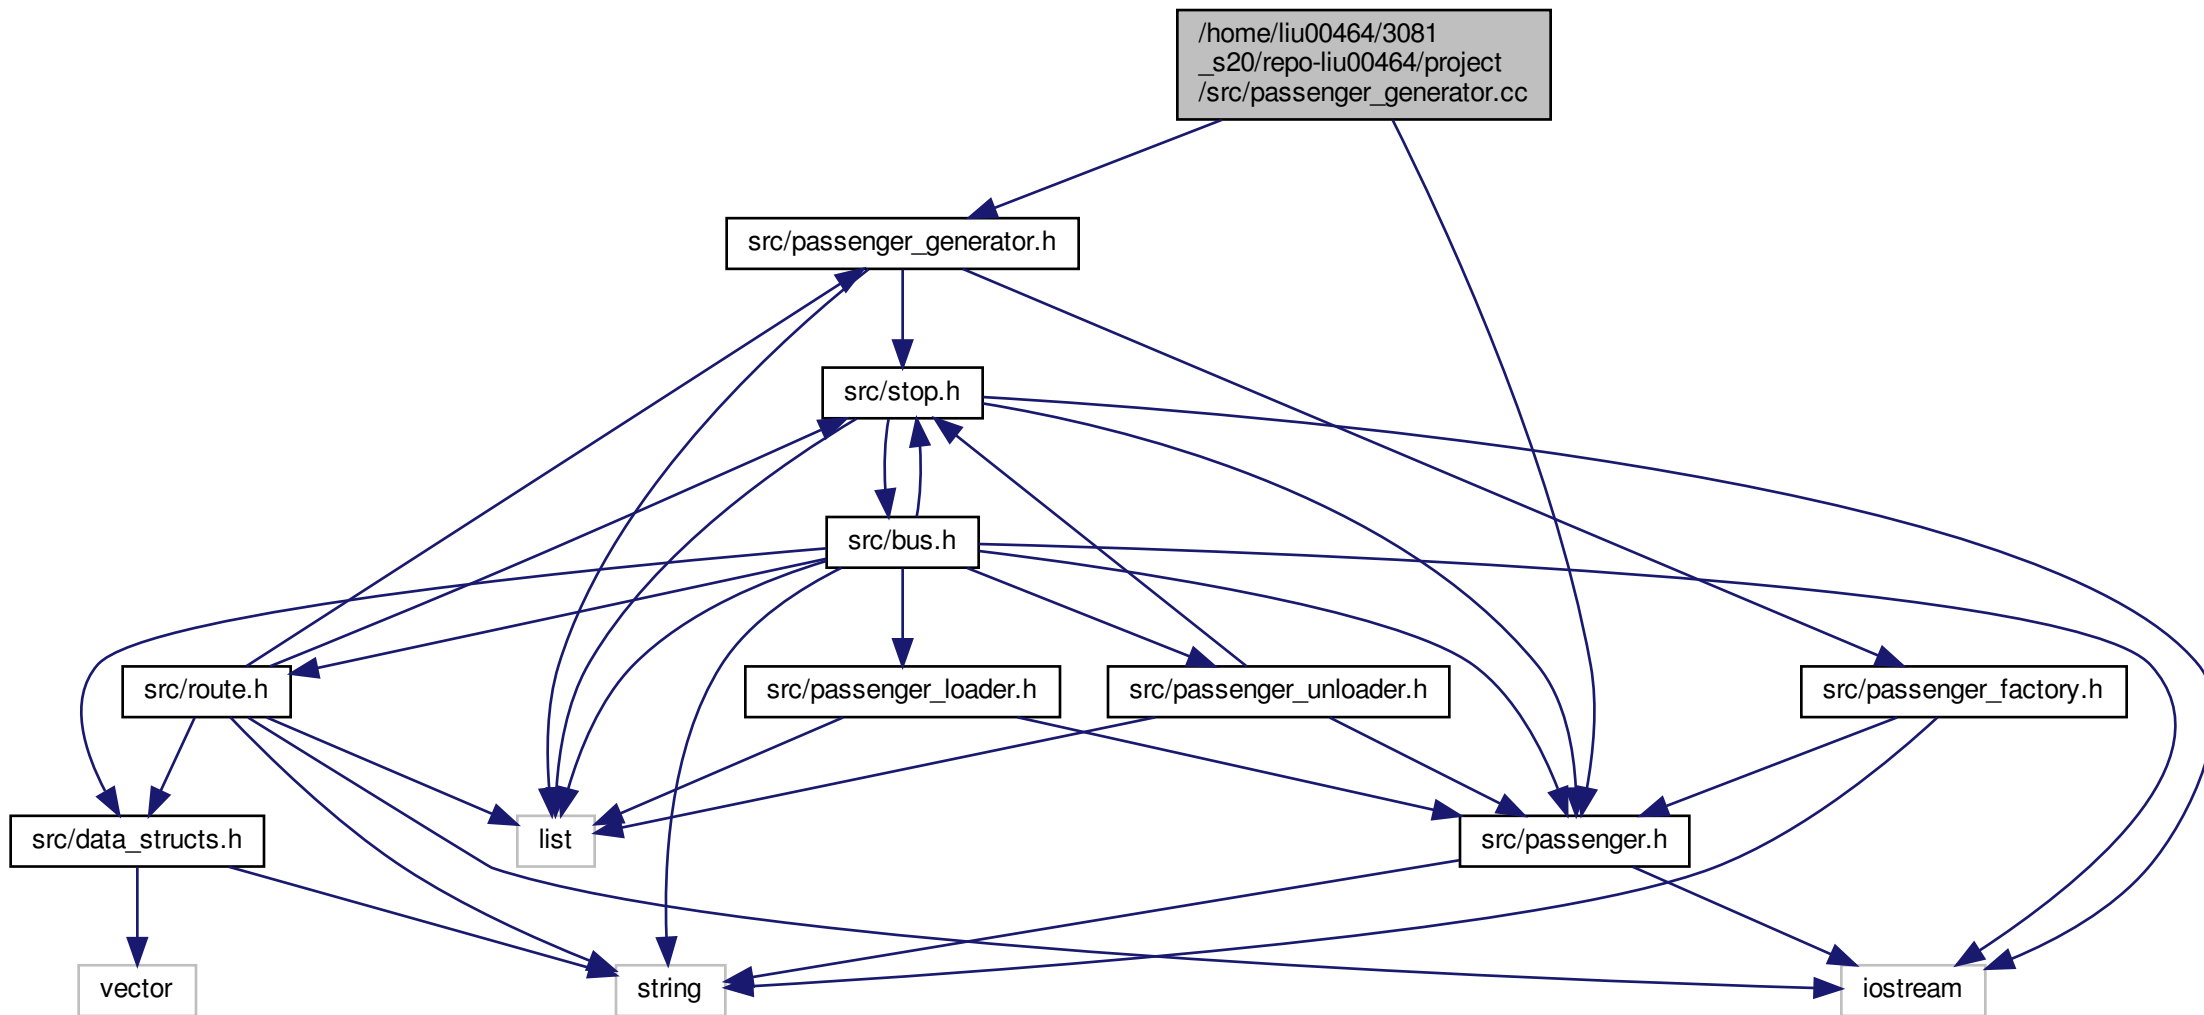 /home/liu00464/3081
_s20/repo-liu00464/project
/src/passenger_generator.cc
src/passenger_generator.h
src/stop.h
src/bus.h
src/route.h
src/passenger_loader.h
src/passenger_unloader.h
src/passenger_factory.h
src/data_structs.h
list
src/passenger.h
vector
string
iostream